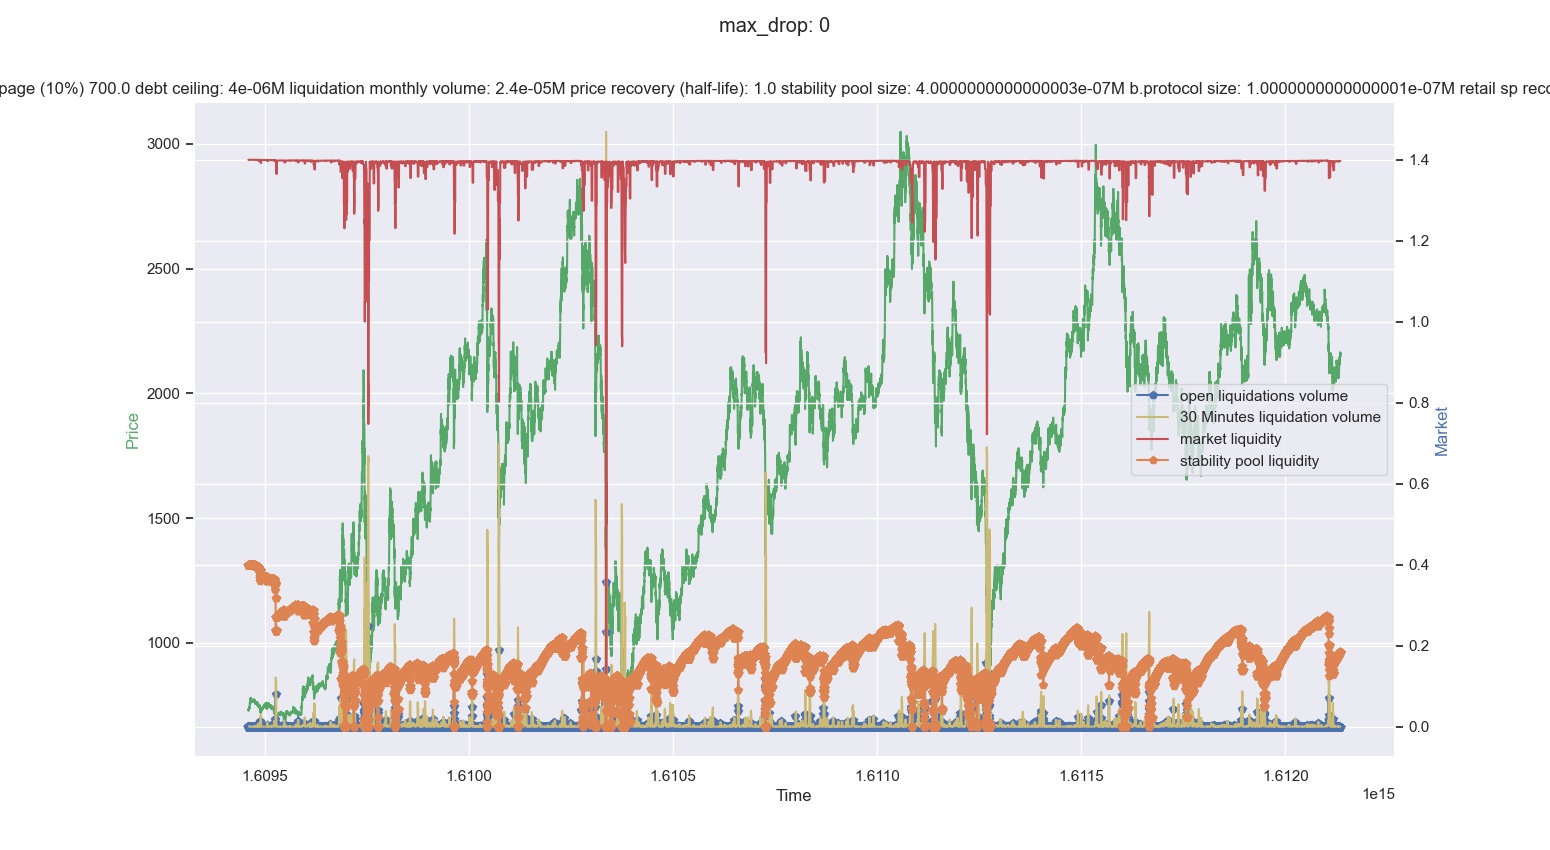 max_drop: 0
page (10%) 700.0 debt ceiling: 4e-06M liquidation monthly volume: 2.4e-05M price recovery (half-life): 1.0 stability pool size: 4.0000000000000003e-07M b.protocol size: 1.0000000000000001e-07M retail sp reco
3000
2500
2000
1500
1000
Price
1.4
1.2
1.0
0.8
0.6
0.4
0.2
0.0
Market
open liquidations volume
30 Minutes liquidation volume
market liquidity
stability pool liquidity
1.6095
1.6100
1.6105
1.6110
1.6115
1.6120
Time
1e15